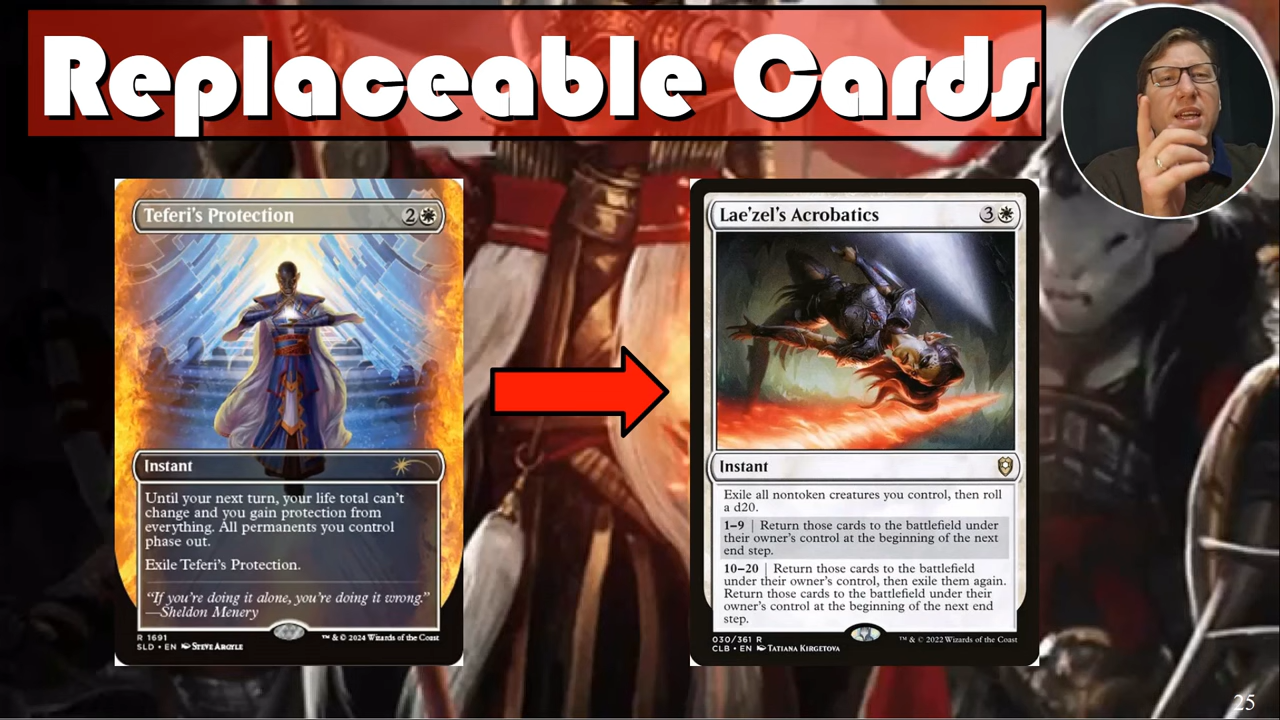 Replaceable Cards
Teferi's Protection 2
Instant
Until your next turn, your life total can't
change and you gain protection from
everything. All permanents you control
phase out.
Exile Teferi's Protection.
"If you're doing it alone, you're doing it wrong."
—Sheldon Menery
R 1691
™ & © 2024 Wizards of the Coast
SLD • EN Steve Argyle
Lae'zel's Acrobatics 3
Instant
Exile all nontoken creatures you control, then roll
a d20.
1–9 | Return those cards to the battlefield under
their owner's control at the beginning of the next
end step.
10–20 | Return those cards to the battlefield
under their owner's control, then exile them again.
Return those cards to the battlefield under their
owner's control at the beginning of the next end
step.
030/361 R
™ & © 2022 Wizards of the Coast
CLB • EN Tatiana Kirgetova
25